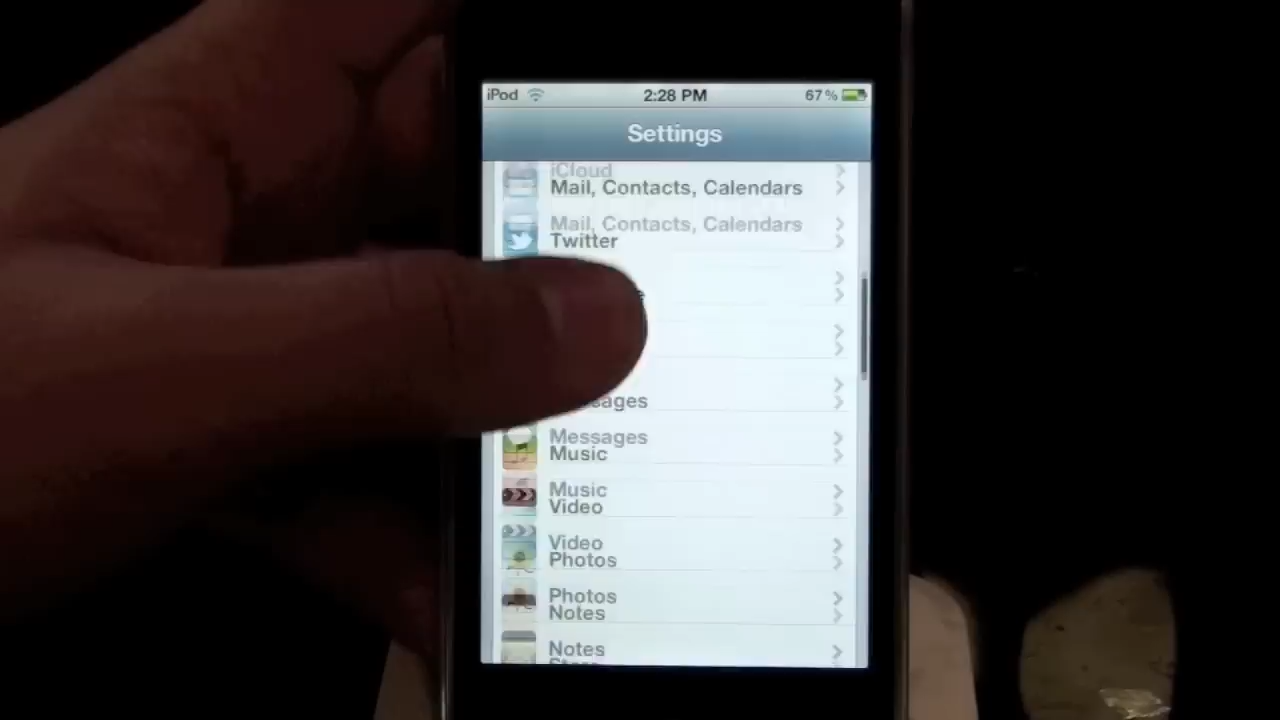 iPod 2:28 PM 67%
Settings
iCloud
Mail, Contacts, Calendars
Mail, Contacts, Calendars
Twitter
Messages
Music
Music
Video
Video
Photos
Photos
Notes
Notes